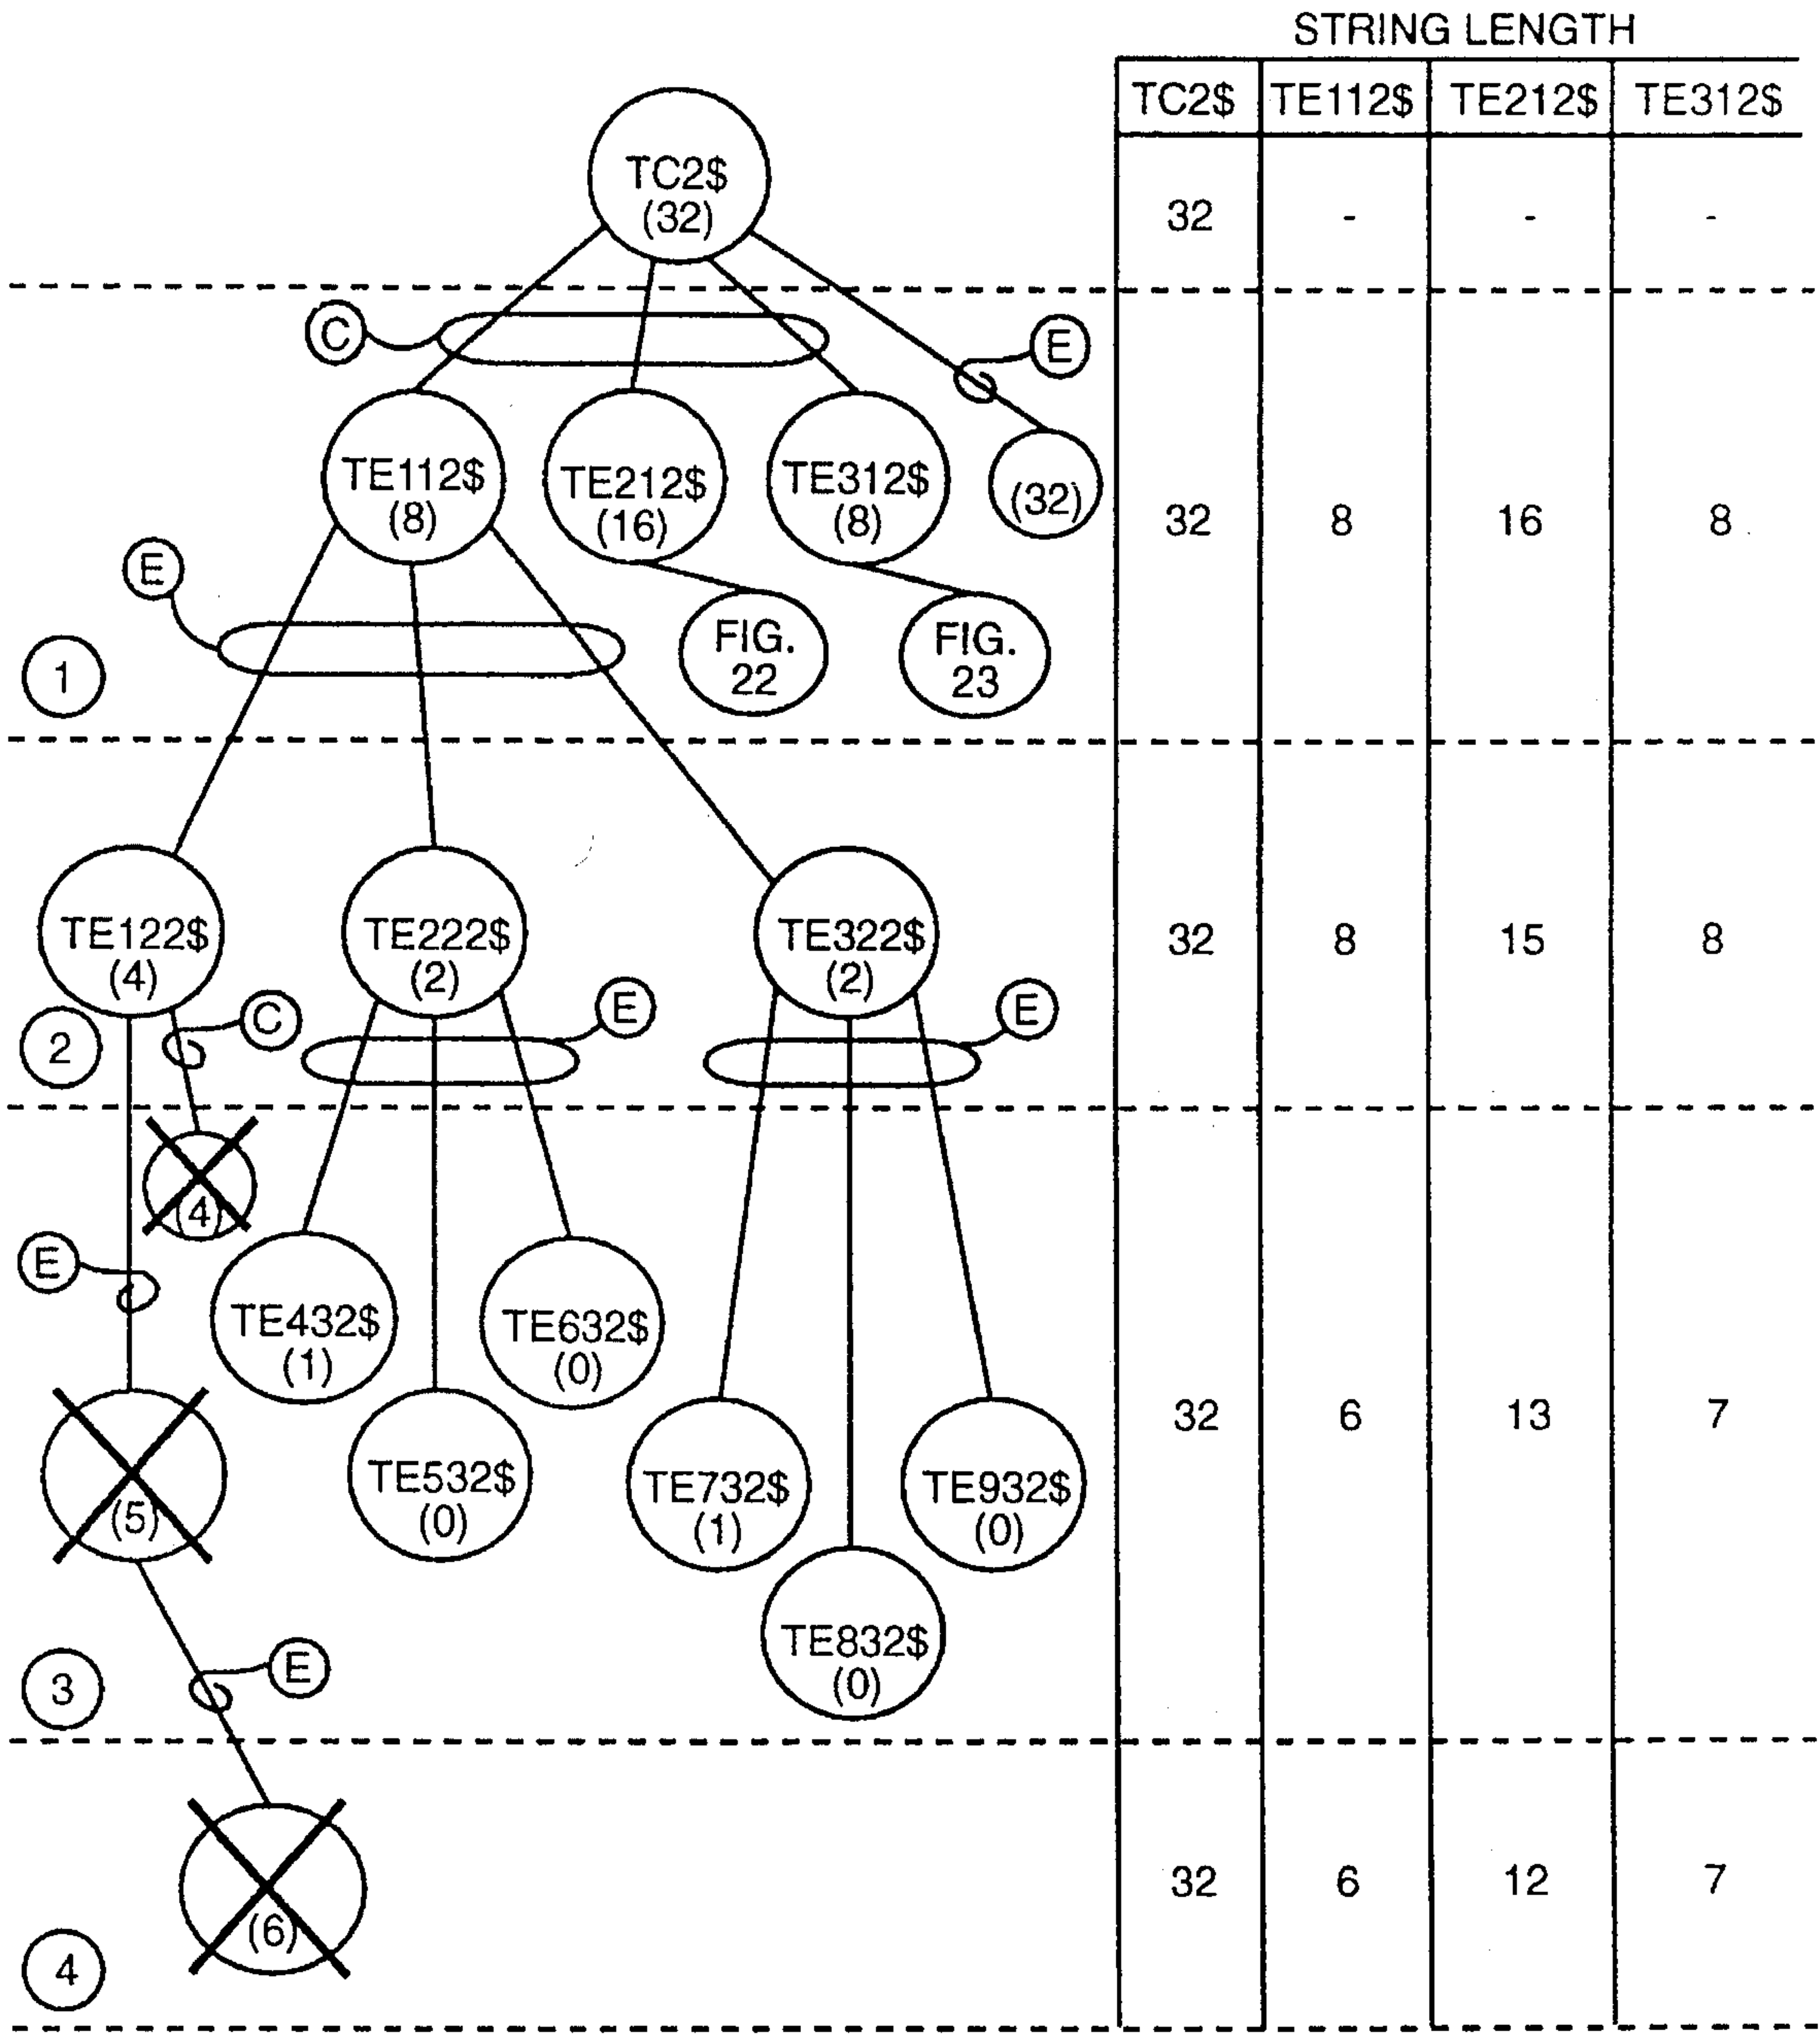 STRING LENGTH
TC2$ TE112$ TE212$ TE312$
TC2$
(32)
32 - - -
C
E
TE112$
(8)
TE212$
(16)
TE312$
(8)
(32)
32 8 16 8
E
FIG.
22
FIG.
23
1
TE122$
(4)
TE222$
(2)
TE322$
(2)
32 8 15 8
C
E
E
2
(4)
E
TE432$
(1)
TE632$
(0)
32 6 13 7
(5)
TE532$
(0)
TE732$
(1)
TE932$
(0)
TE832$
(0)
E
3
32 6 12 7
(6)
4